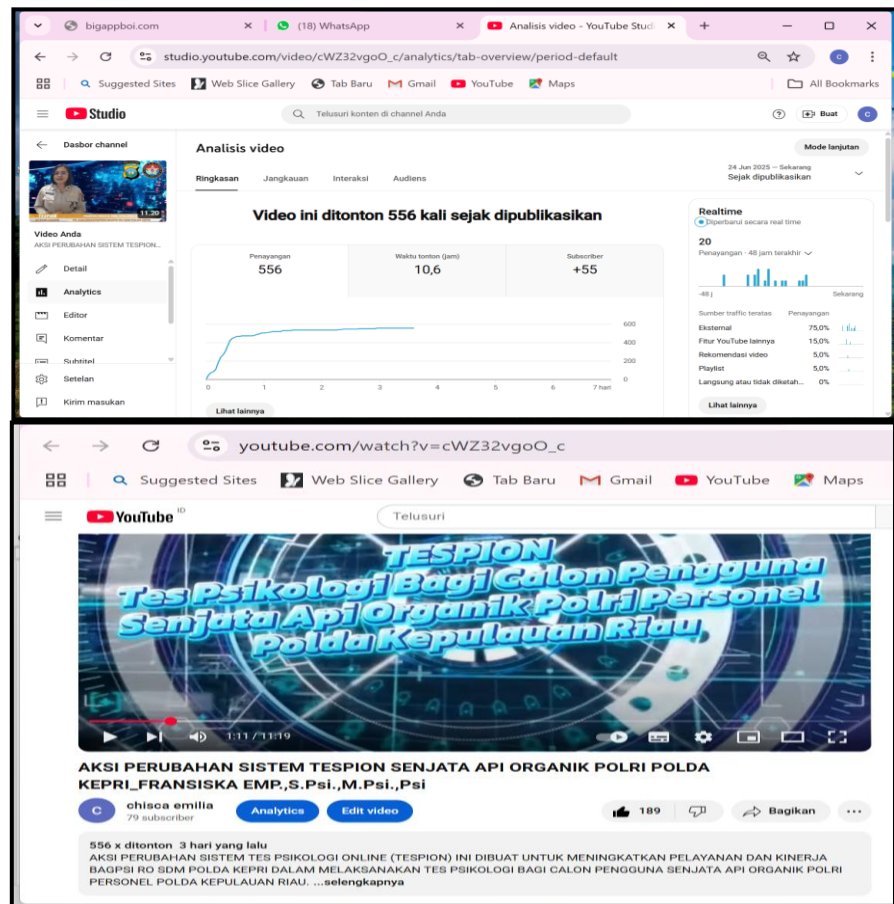 bigappboi.com
(18) WhatsApp
Analisis video - YouTube Stud
studio.youtube.com/video/cWZ32vgoO_c/analytics/tab-overview/period-default
Suggested Sites
Web Slice Gallery
Tab Baru
Gmail
YouTube
Maps
All Bookmarks
Studio
Telusuri konten di channel Anda
Buat
C
Dasbor channel
11.20
Video Anda
AKSI PERUBAHAN SISTEM TESPION...
Detail
Analytics
Editor
Komentar
Subtitel
Setelan
Kirim masukan
Analisis video
Mode lanjutan
Ringkasan
Jangkauan
Interaksi
Audiens
24 Jun 2025 – Sekarang
Sejak dipublikasikan
Video ini ditonton 556 kali sejak dipublikasikan
Penayangan
556
Waktu tonton (jam)
10,6
Subscriber
+55
600
400
200
0
0 1 2 3 4 5 6 7 hari
Lihat lainnya
Realtime
Diperbarui secara real time
20
Penayangan · 48 jam terakhir
-48 j
Sekarang
Sumber traffic teratas Penayangan
Eksternal 75,0%
Fitur YouTube lainnya 15,0%
Rekomendasi video 5,0%
Playlist 5,0%
Langsung atau tidak diketah... 0%
Lihat lainnya
youtube.com/watch?v=cWZ32vgoO_c
Suggested Sites
Web Slice Gallery
Tab Baru
Gmail
YouTube
Maps
YouTube ID
Telusuri
TESPION
Tes Psikologi Bagi Calon Pengguna
Senjata Api Organik Polri Personel
Polda Kepulauan Riau
1:11 / 11:19
AKSI PERUBAHAN SISTEM TESPION SENJATA API ORGANIK POLRI POLDA
KEPRI_FRANSISKA EMP.,S.Psi.,M.Psi.,Psi
C
chisca emilia
79 subscriber
Analytics
Edit video
189
Bagikan
556 x ditonton 3 hari yang lalu
AKSI PERUBAHAN SISTEM TES PSIKOLOGI ONLINE (TESPION) INI DIBUAT UNTUK MENINGKATKAN PELAYANAN DAN KINERJA
BAGPSI RO SDM POLDA KEPRI DALAM MELAKSANAKAN TES PSIKOLOGI BAGI CALON PENGGUNA SENJATA API ORGANIK POLRI
PERSONEL POLDA KEPULAUAN RIAU. ...selengkapnya